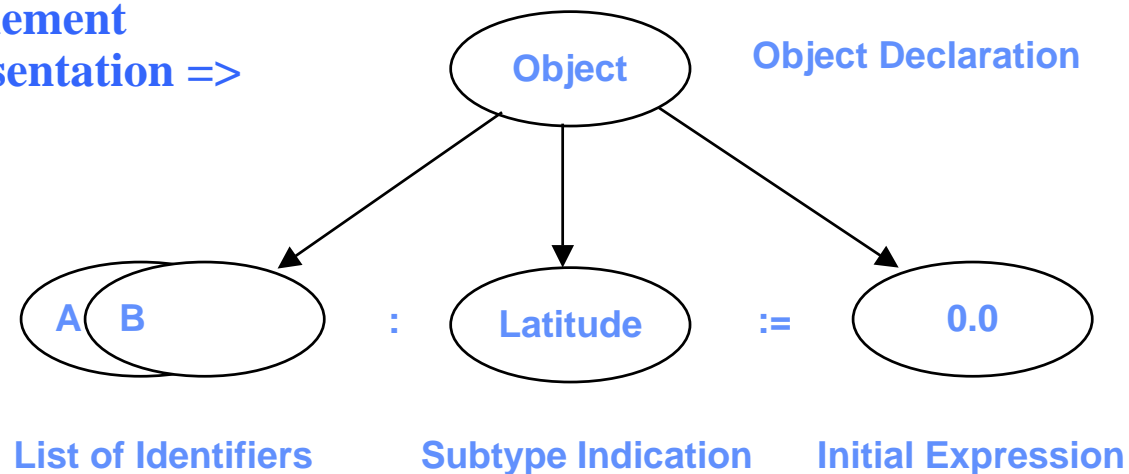 ement
sentation =>
Object
Object Declaration
A B : Latitude := 0.0
List of Identifiers Subtype Indication Initial Expression